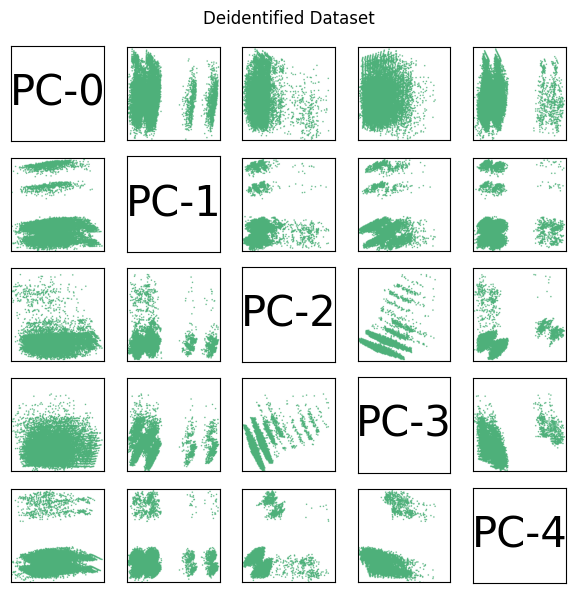 Deidentified Dataset
PC-0
PC-1
PC-2
PC-3
PC-4